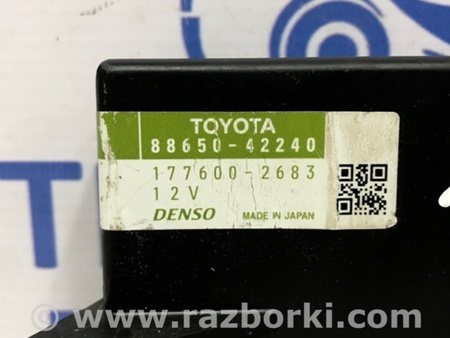 TOYOTA
88650-42240
177600-2683
12V
DENSO MADE IN JAPAN
www.razborki.com